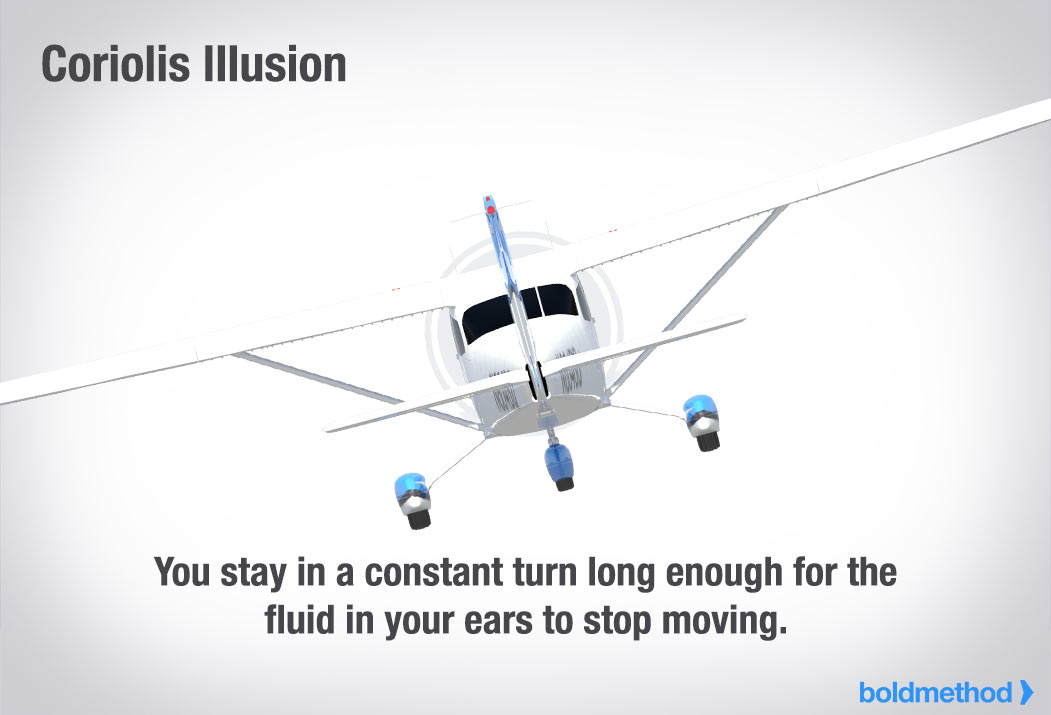 Coriolis Illusion
You stay in a constant turn long enough for the
fluid in your ears to stop moving.
boldmethod